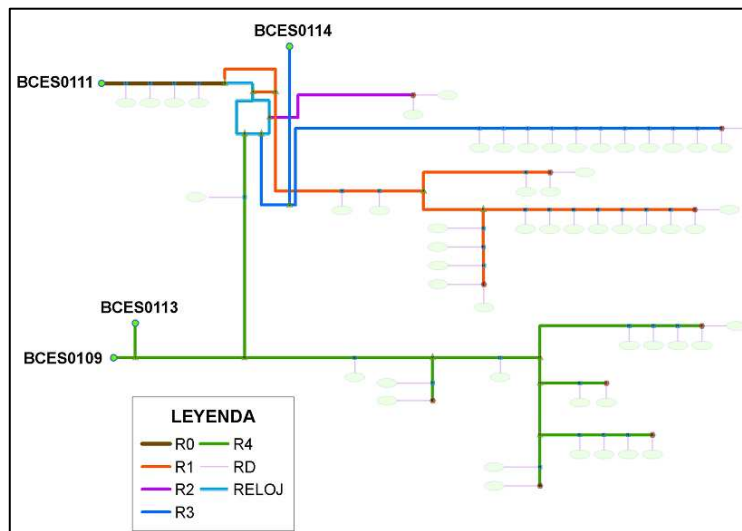 BCES0114
BCES0111
BCES0113
BCES0109
LEYENDA
R0 R4
R1 RD
R2 RELOJ
R3